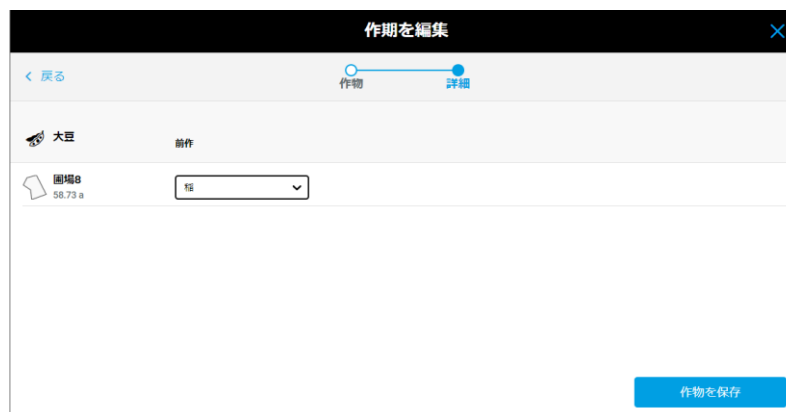 作期を編集
戻る
作物
詳細
大豆
前作
圃場8
58.73 a
稲
作物を保存